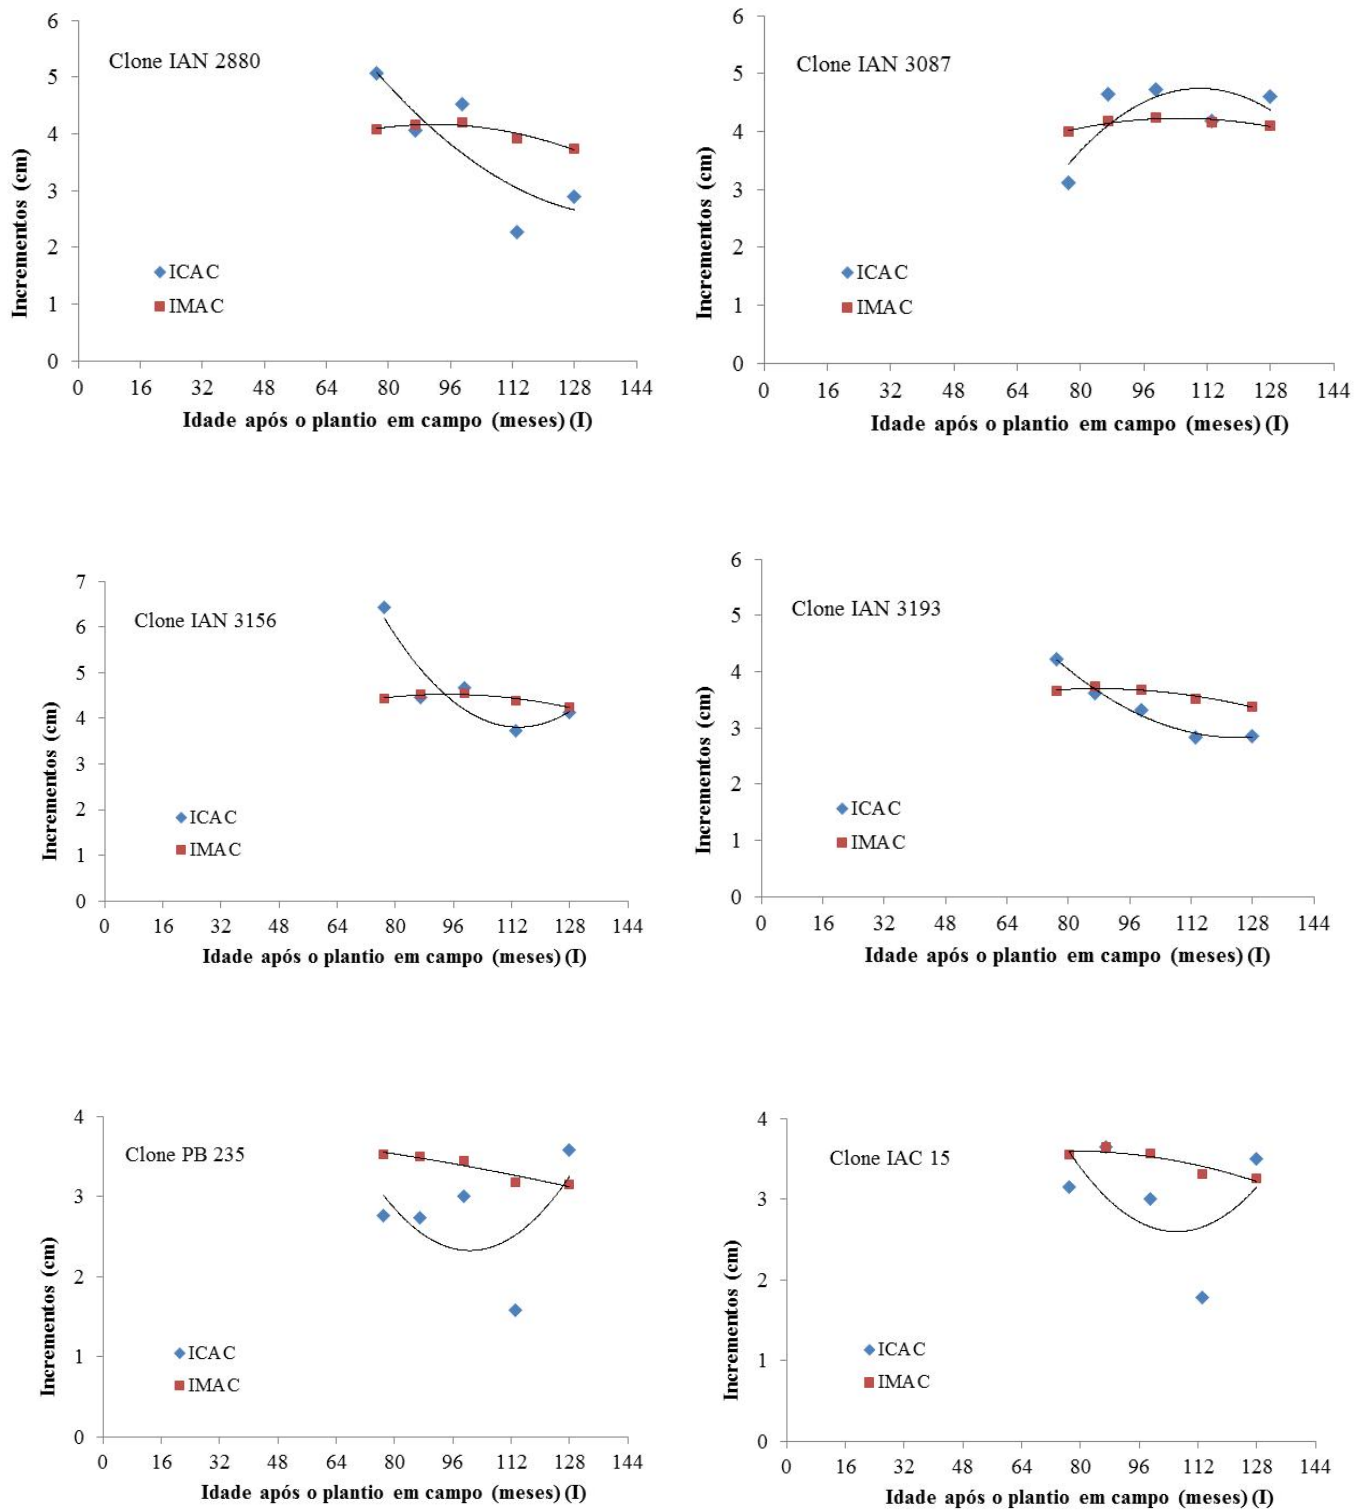 6
5
4
3
2
1
0
Incrementos (cm)
Clone IAN 2880
ICAC
IMAC
0 16 32 48 64 80 96 112 128 144
Idade após o plantio em campo (meses) (I)
6
5
4
3
2
1
0
Incrementos (cm)
Clone IAN 3087
ICAC
IMAC
0 16 32 48 64 80 96 112 128 144
Idade após o plantio em campo (meses) (I)
7
6
5
4
3
2
1
0
Incrementos (cm)
Clone IAN 3156
ICAC
IMAC
0 16 32 48 64 80 96 112 128 144
Idade após o plantio em campo (meses) (I)
6
5
4
3
2
1
0
Incrementos (cm)
Clone IAN 3193
ICAC
IMAC
0 16 32 48 64 80 96 112 128 144
Idade após o plantio em campo (meses) (I)
4
3
2
1
0
Incrementos (cm)
Clone PB 235
ICAC
IMAC
0 16 32 48 64 80 96 112 128 144
Idade após o plantio em campo (meses) (I)
4
3
2
1
0
Incrementos (cm)
Clone IAC 15
ICAC
IMAC
0 16 32 48 64 80 96 112 128 144
Idade após o plantio em campo (meses) (I)